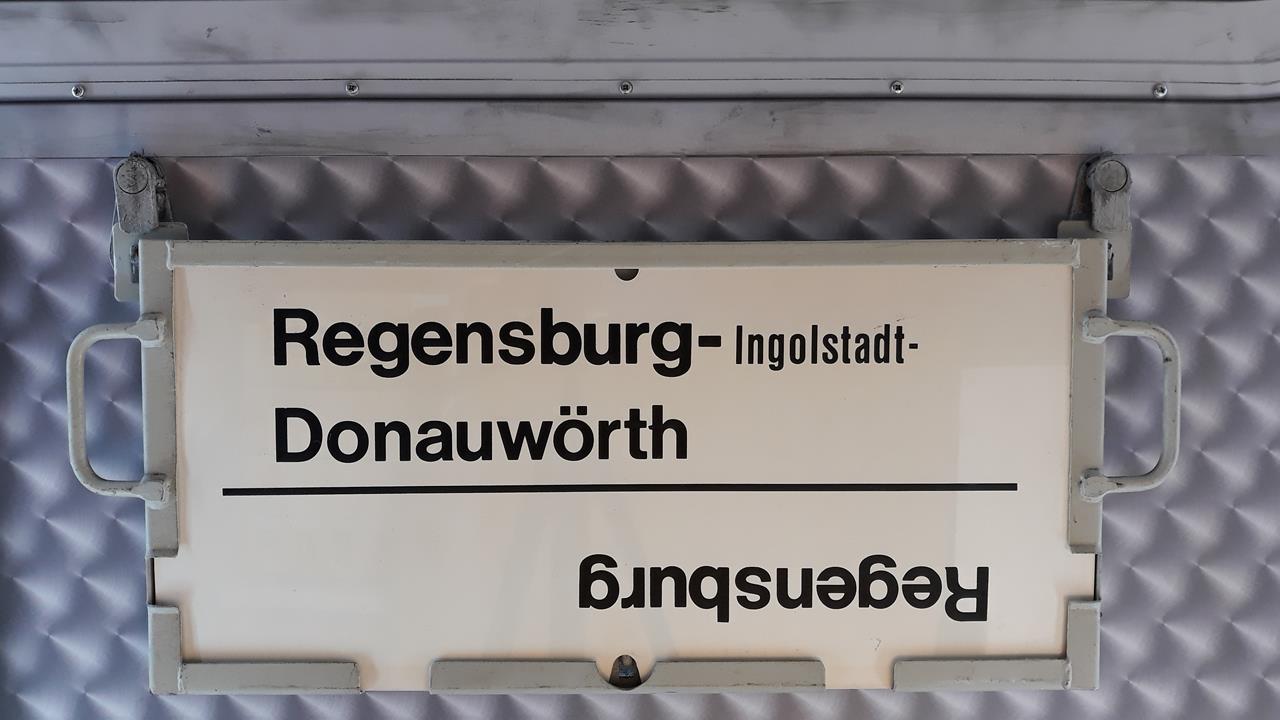 Regensburg- Ingolstadt-
Donauwörth
Regensburg